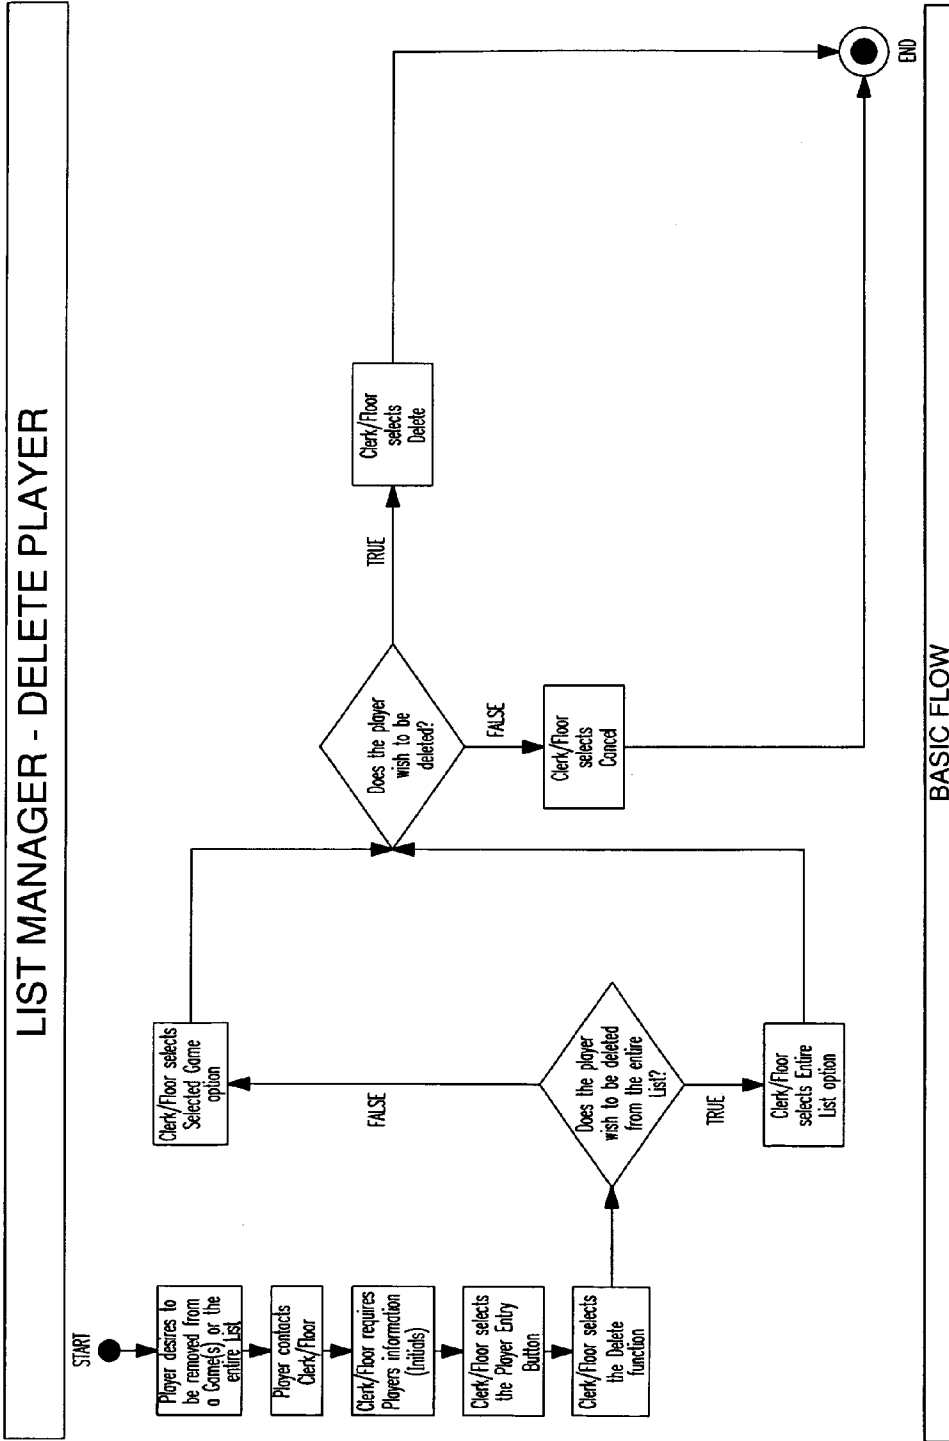 LIST MANAGER - DELETE PLAYER
START
Player desires to
be removed from
a Game(s) or the
entire List
Player contacts
Clerk/Floor
Clerk/Floor requires
Players information
(Initials)
Clerk/Floor selects
the Player Entry
Button
Clerk/Floor selects
the Delete
function
Does the player
wish to be deleted
from the entire
List?
FALSE
Clerk/Floor selects
Selected Game
option
TRUE
Clerk/Floor
selects Entire
List option
Does the player
wish to be
deleted?
TRUE
Clerk/Floor
selects
Delete
FALSE
Clerk/Floor
selects
Cancel
END
BASIC FLOW